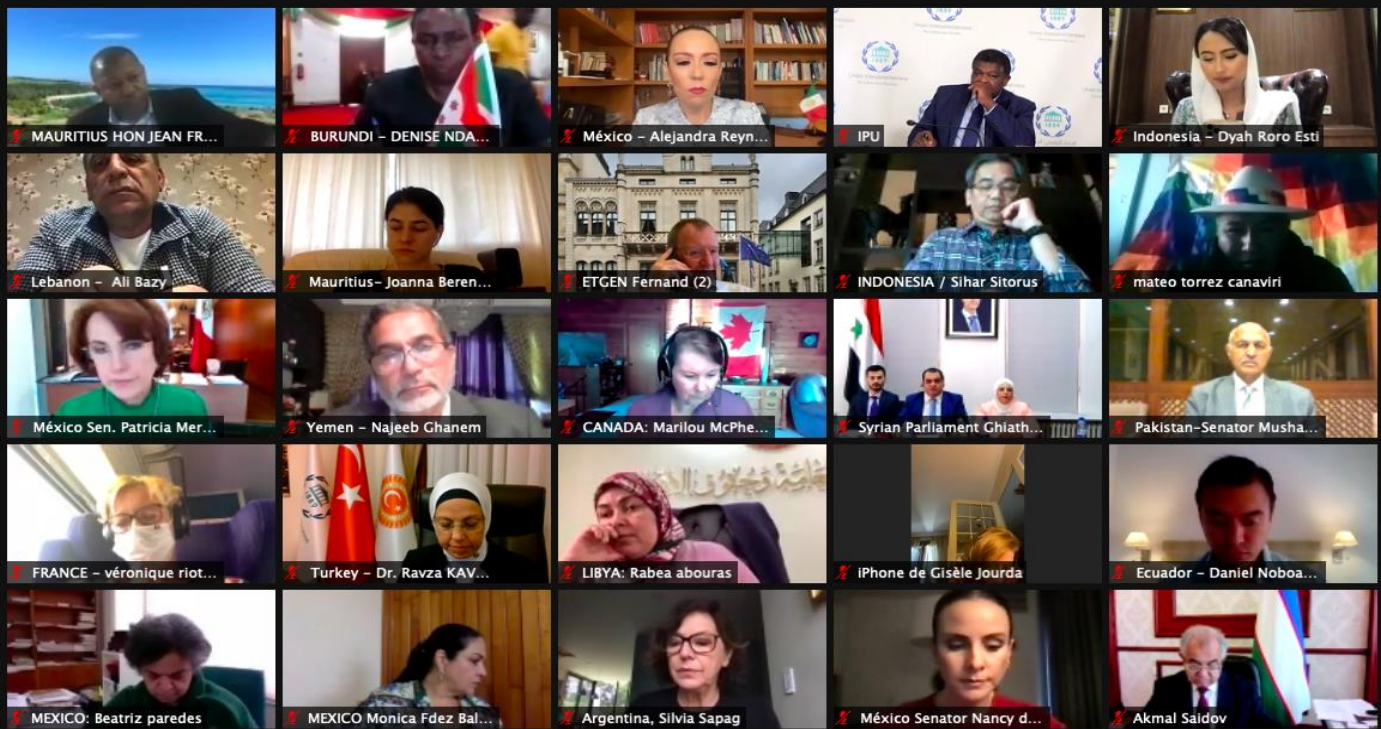 MAURITIUS HON JEAN FR...
BURUNDI – DENISE NDA...
México – Alejandra Reyn...
IPU
Indonesia – Dyah Roro Esti
Lebanon – Ali Bazy
Mauritius– Joanna Beren...
ETGEN Fernand (2)
INDONESIA / Sihar Sitorus
mateo torrez canaviri
México Sen. Patricia Mer...
Yemen – Najeeb Ghanem
CANADA: Marilou McPhe...
Syrian Parliament Ghiath...
Pakistan–Senator Musha...
FRANCE – véronique riot...
Turkey – Dr. Ravza KAV...
LIBYA: Rabea abouras
iPhone de Gisèle Jourda
Ecuador – Daniel Noboa...
MEXICO: Beatriz paredes
MEXICO Monica Fdez Bal...
Argentina, Silvia Sapag
México Senator Nancy d...
Akmal Saidov